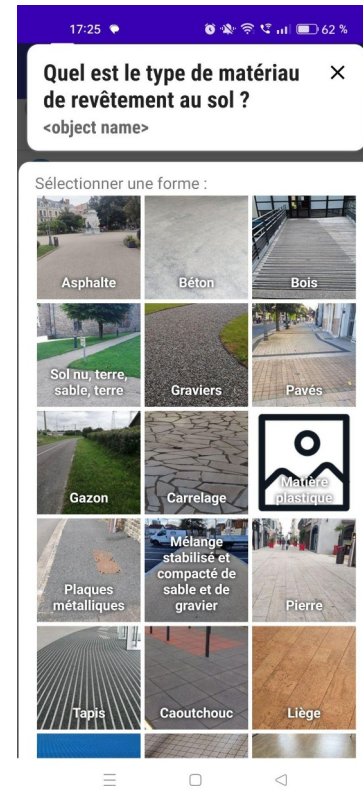 17:25
62 %
Quel est le type de matériau
de revêtement au sol ?
<object name>
Sélectionner une forme :
Asphalte
Béton
Bois
Sol nu, terre,
sable, terre
Graviers
Pavés
Gazon
Carrelage
Matière
plastique
Plaques
métalliques
Mélange
stabilisé et
compacté de
sable et de
gravier
Pierre
Tapis
Caoutchouc
Liège